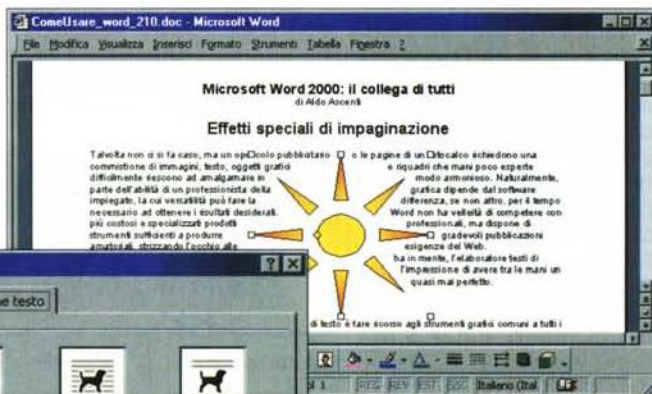 ComeUsare_word_210.doc - Microsoft Word
File Modifica Visualizza Inserisci Formato Strumenti Tabella Finestra ?
Microsoft Word 2000: il collega di tutti
di Aldo Ascenti
Effetti speciali di impaginazione
Talvolta non ci si fa caso, ma un opuscolo pubblicitario o le pagine di un rotocalco richiedono una
commistione di immagini, testo, oggetti grafici e riquadri che mani poco esperte
difficilmente riescono ad amalgamare in modo armonioso. Naturalmente,
parte dell'abilità di un professionista della grafica dipende dal software
impiegato, la cui versatilità può fare la differenza, se non altro, per il tempo
necessario ad ottenere i risultati desiderati. Word non ha velleità di competere con
più costosi e specializzati prodotti professionali, ma dispone di
strumenti sufficienti a produrre gradevoli pubblicazioni
amatoriali, strizzando l'occhio alle esigenze del Web.
ha in mente, l'elaboratore testi di
l'impressione di avere tra le mani un
quasi mai perfetto.
di testo è fare ricorso agli strumenti grafici comuni a tutti i
e testo
REG REV EST SSC Italiano (Ital